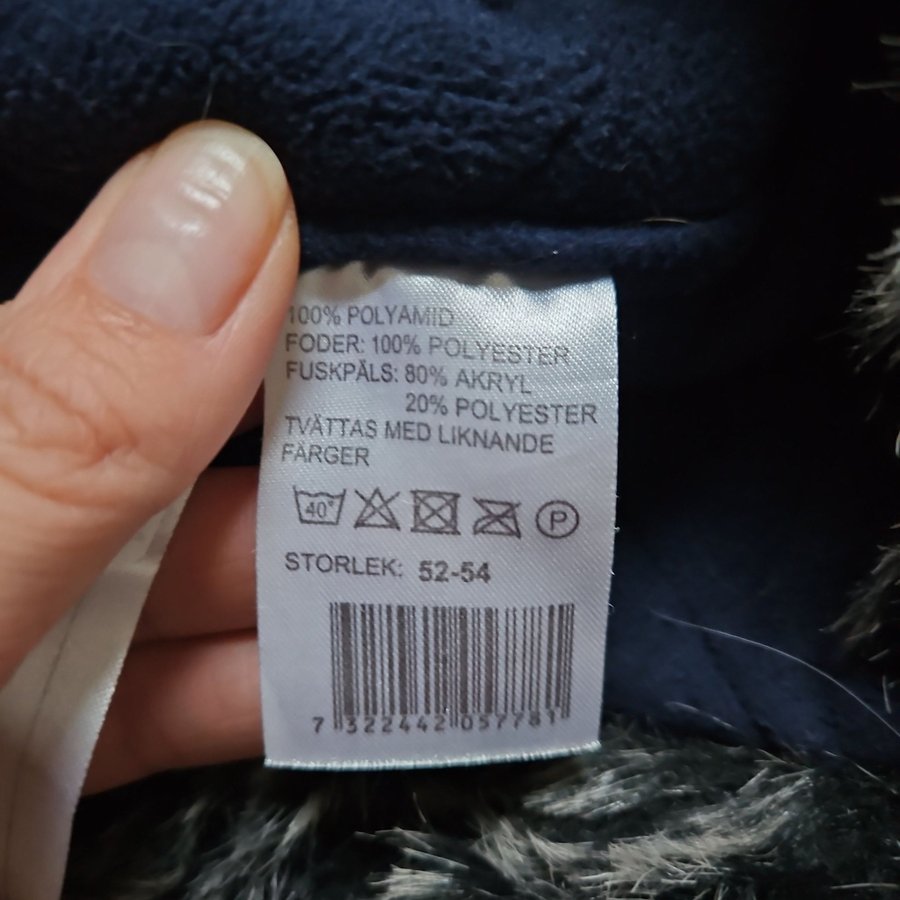 100% POLYAMID
FODER: 100% POLYESTER
FUSKPÄLS: 80% AKRYL
20% POLYESTER
TVÄTTAS MED LIKNANDE
FÄRGER
40°
P
STORLEK: 52-54
7 322442 057781